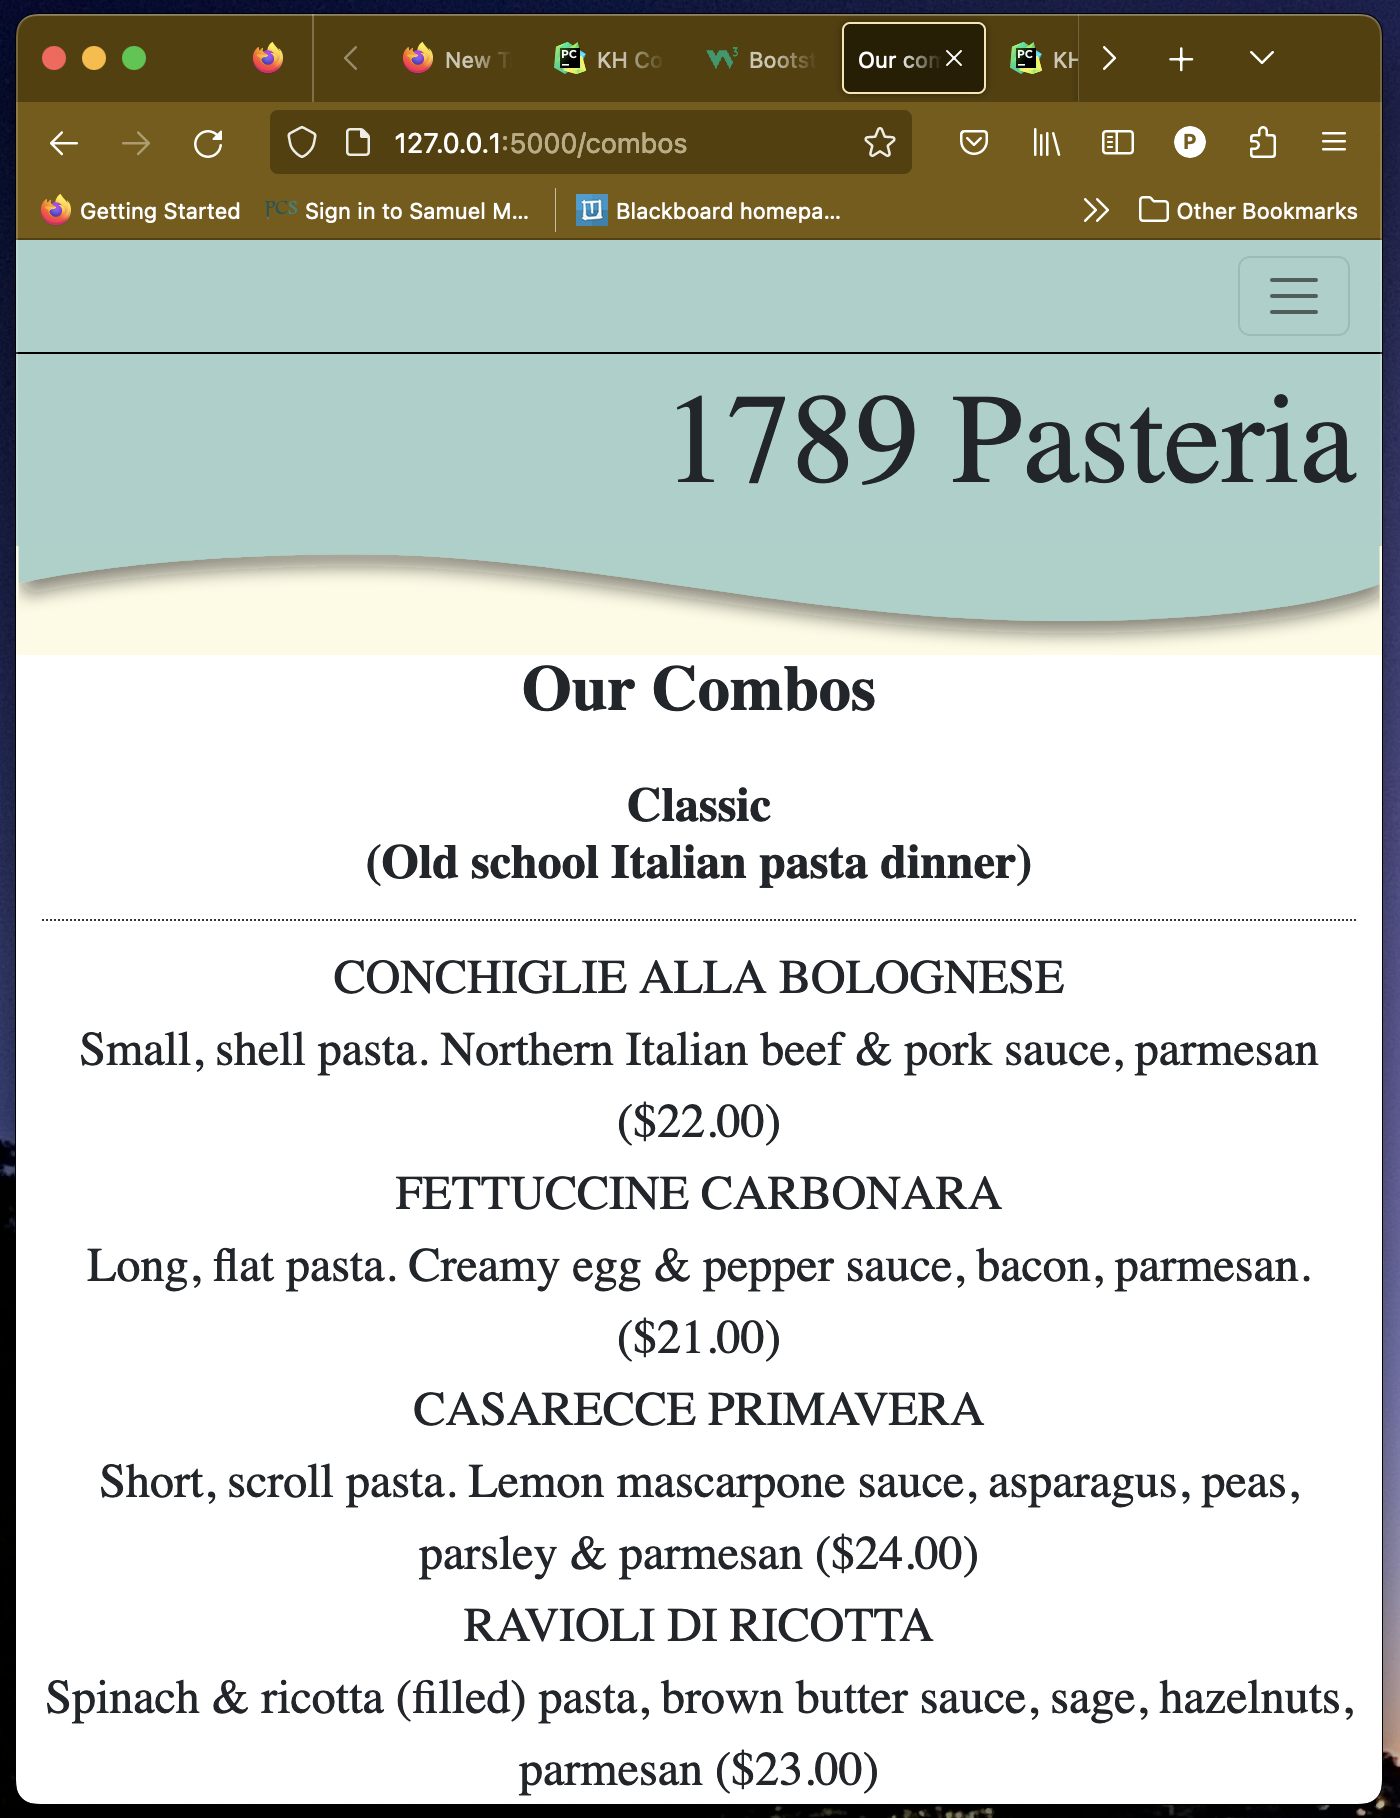 New T
KH Co
Bootst
Our con
KH
127.0.0.1:5000/combos
Getting Started
PCS Sign in to Samuel M...
Blackboard homepa...
Other Bookmarks
1789 Pasteria
Our Combos
Classic
(Old school Italian pasta dinner)
CONCHIGLIE ALLA BOLOGNESE
Small, shell pasta. Northern Italian beef & pork sauce, parmesan
($22.00)
FETTUCCINE CARBONARA
Long, flat pasta. Creamy egg & pepper sauce, bacon, parmesan.
($21.00)
CASARECCE PRIMAVERA
Short, scroll pasta. Lemon mascarpone sauce, asparagus, peas,
parsley & parmesan ($24.00)
RAVIOLI DI RICOTTA
Spinach & ricotta (filled) pasta, brown butter sauce, sage, hazelnuts,
parmesan ($23.00)